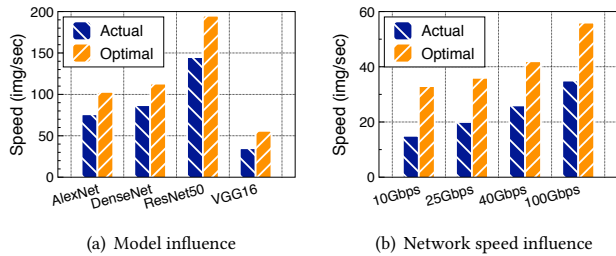 Speed (img/sec)
200
150
100
50
0
Actual
Optimal
AlexNet
DenseNet
ResNet50
VGG16
(a) Model influence
Speed (img/sec)
60
40
20
0
Actual
Optimal
10Gbps
25Gbps
40Gbps
100Gbps
(b) Network speed influence